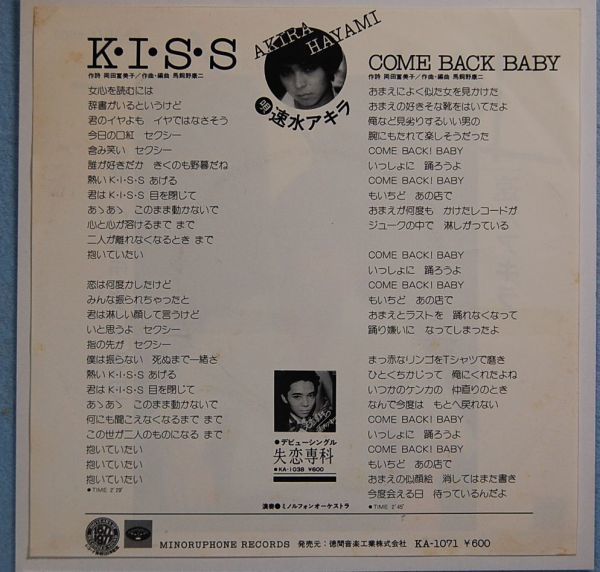 K・I・S・S
作詩 岡田冨美子／作曲・編曲 馬飼野康二
AKIRA
HAYAMI
唄 速水アキラ
女心を読むには
辞書がいるというけど
君のイヤよも イヤではなさそう
今日の口紅 セクシー
含み笑い セクシー
誰が好きだか きくのも野暮だね
熱い K・I・S・S あげる
君は K・I・S・S 目を閉じて
あゝあゝ このまま動かないで
心と心が溶けるまで まで
二人が離れなくなるとき まで
抱いていたい
恋は何度かしたけど
みんな振られちゃったと
君は淋しい顔して言うけど
いと思うよ セクシー
指の先が セクシー
僕は振らない 死ぬまで一緒さ
熱い K・I・S・S あげる
君は K・I・S・S 目を閉じて
あゝあゝ このまま動かないで
何にも聞こえなくなるまで まで
この世が二人のものになる まで
抱いていたい
抱いていたい
抱いていたい
●TIME 2'29"
COME BACK BABY
作詩 岡田冨美子／作曲・編曲 馬飼野康二
おまえによく似た女を見かけた
おまえの好きそな靴をはいてたよ
俺など見劣りするいい男の
腕にもたれて楽しそうだった
COME BACK! BABY
いっしょに 踊ろうよ
COME BACK! BABY
もいちど あの店で
おまえが何度も かけたレコードが
ジュークの中で 淋しがっている
COME BACK! BABY
いっしょに 踊ろうよ
COME BACK! BABY
もいちど あの店で
おまえとラストを 踊れなくなって
踊り嫌いに なってしまったよ
まっ赤なリンゴをTシャツで磨き
ひとくちかじって 俺にくれたよね
いつかのケンカの 仲直りのとき
なんで今度は もとへ戻れない
COME BACK! BABY
いっしょに 踊ろうよ
COME BACK! BABY
もいちど あの店で
おまえの似顔絵 消してはまた書き
今度会える日 待っているんだよ
●TIME 2'45"
●デビューシングル
失恋専科
●KA-1038 ¥600
演奏●ミノルフォンオーケストラ
MINORUPHONE RECORDS 発売元：徳間音楽工業株式会社 KA-1071 ¥600